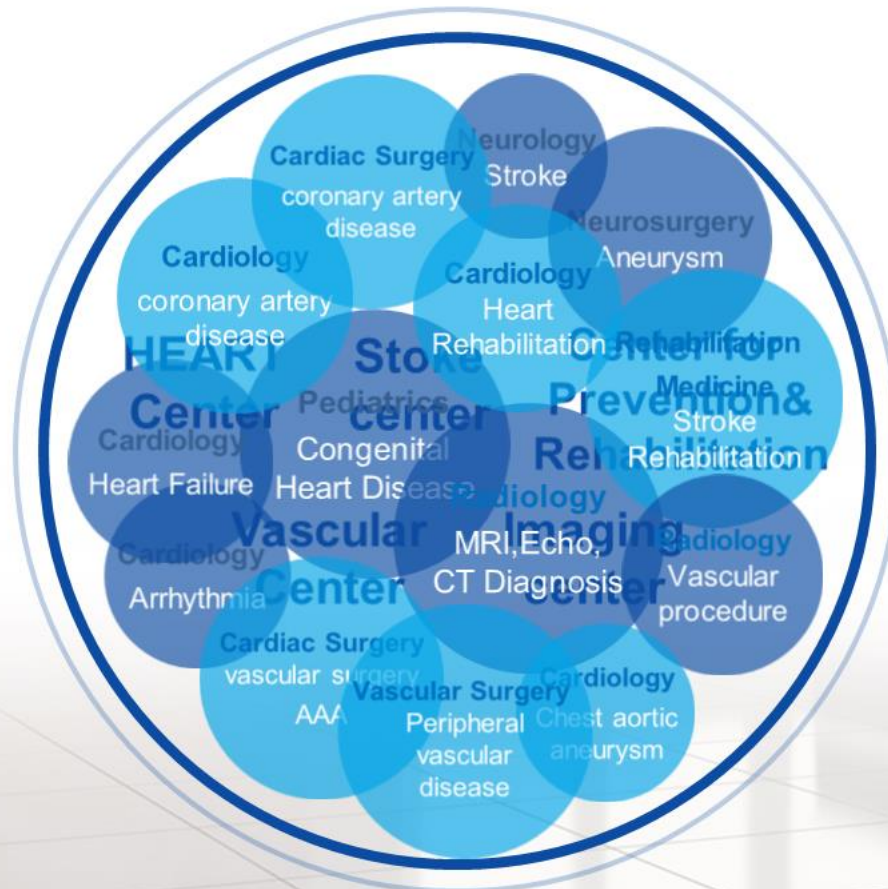 Neurology
Stroke
Cardiac Surgery
coronary artery
disease
Neurosurgery
Aneurysm
Cardiology
coronary artery
disease
Cardiology
Heart
Rehabilitation
HEART
Center
Stoke
center
Center for
Prevention&
Rehabilitation
Rehabilitation
Medicine
Stroke
Rehabilitation
Pediatrics
Congenital
Heart Disease
Cardiology
Heart Failure
Radiology
MRI,Echo,
CT Diagnosis
Vascular
Center
Imaging
center
Radiology
Vascular
procedure
Cardiology
Arrhythmia
Cardiac Surgery
vascular surgery
AAA
Vascular Surgery
Peripheral
vascular
disease
Cardiology
Chest aortic
aneurysm